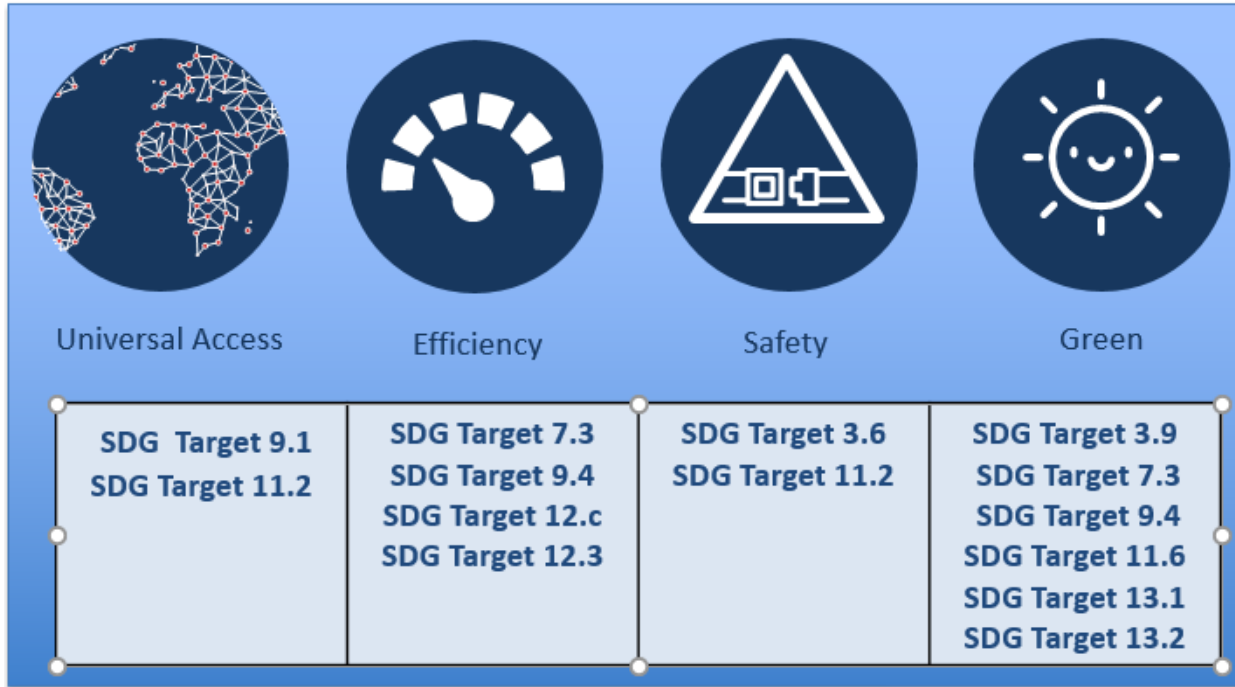 Universal Access
Efficiency
Safety
Green
SDG Target 9.1
SDG Target 11.2
SDG Target 7.3
SDG Target 9.4
SDG Target 12.c
SDG Target 12.3
SDG Target 3.6
SDG Target 11.2
SDG Target 3.9
SDG Target 7.3
SDG Target 9.4
SDG Target 11.6
SDG Target 13.1
SDG Target 13.2